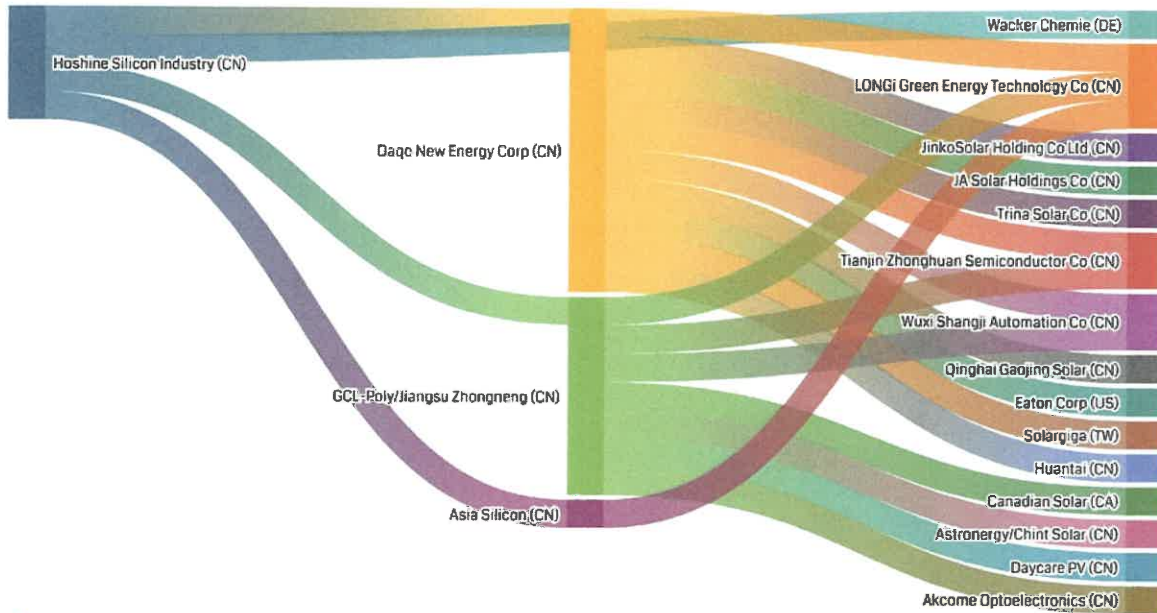 Hoshine Silicon Industry (CN)
Daqo New Energy Corp (CN)
GCL-Poly/Jiangsu Zhongneng (CN)
Asia Silicon (CN)
Wacker Chemie (DE)
LONGi Green Energy Technology Co (CN)
JinkoSolar Holding Co Ltd (CN)
JA Solar Holdings Co (CN)
Trina Solar Co (CN)
Tianjin Zhonghuan Semiconductor Co (CN)
Wuxi Shangji Automation Co (CN)
Qinghai Gaojing Solar (CN)
Eaton Corp (US)
Solargiga (TW)
Huantai (CN)
Canadian Solar (CA)
Astronergy/Chint Solar (CN)
Daycare PV (CN)
Akcome Optoelectronics (CN)